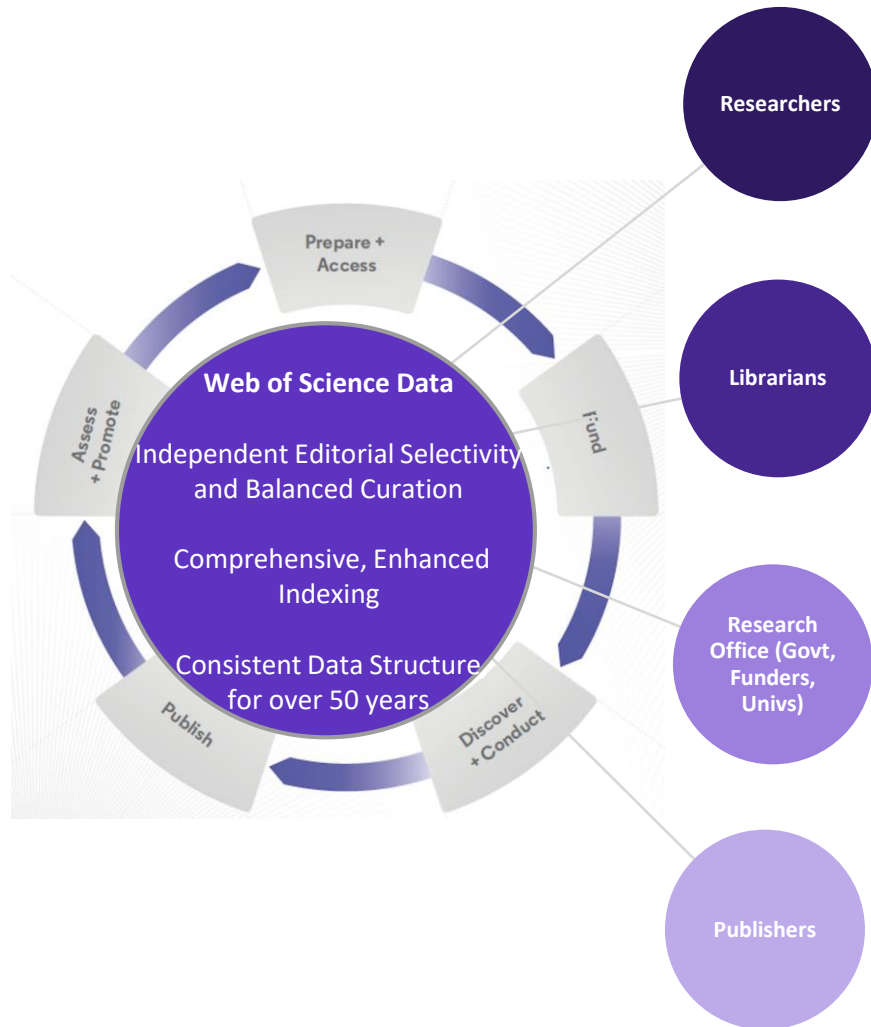 Researchers
Prepare +
Access
Web of Science Data
Librarians
Fund
Assess
+ Promote
Independent Editorial Selectivity
and Balanced Curation
Comprehensive, Enhanced
Indexing
Research
Office (Govt,
Funders,
Univs)
Consistent Data Structure
for over 50 years
Publish
Discover
+ Conduct
Publishers